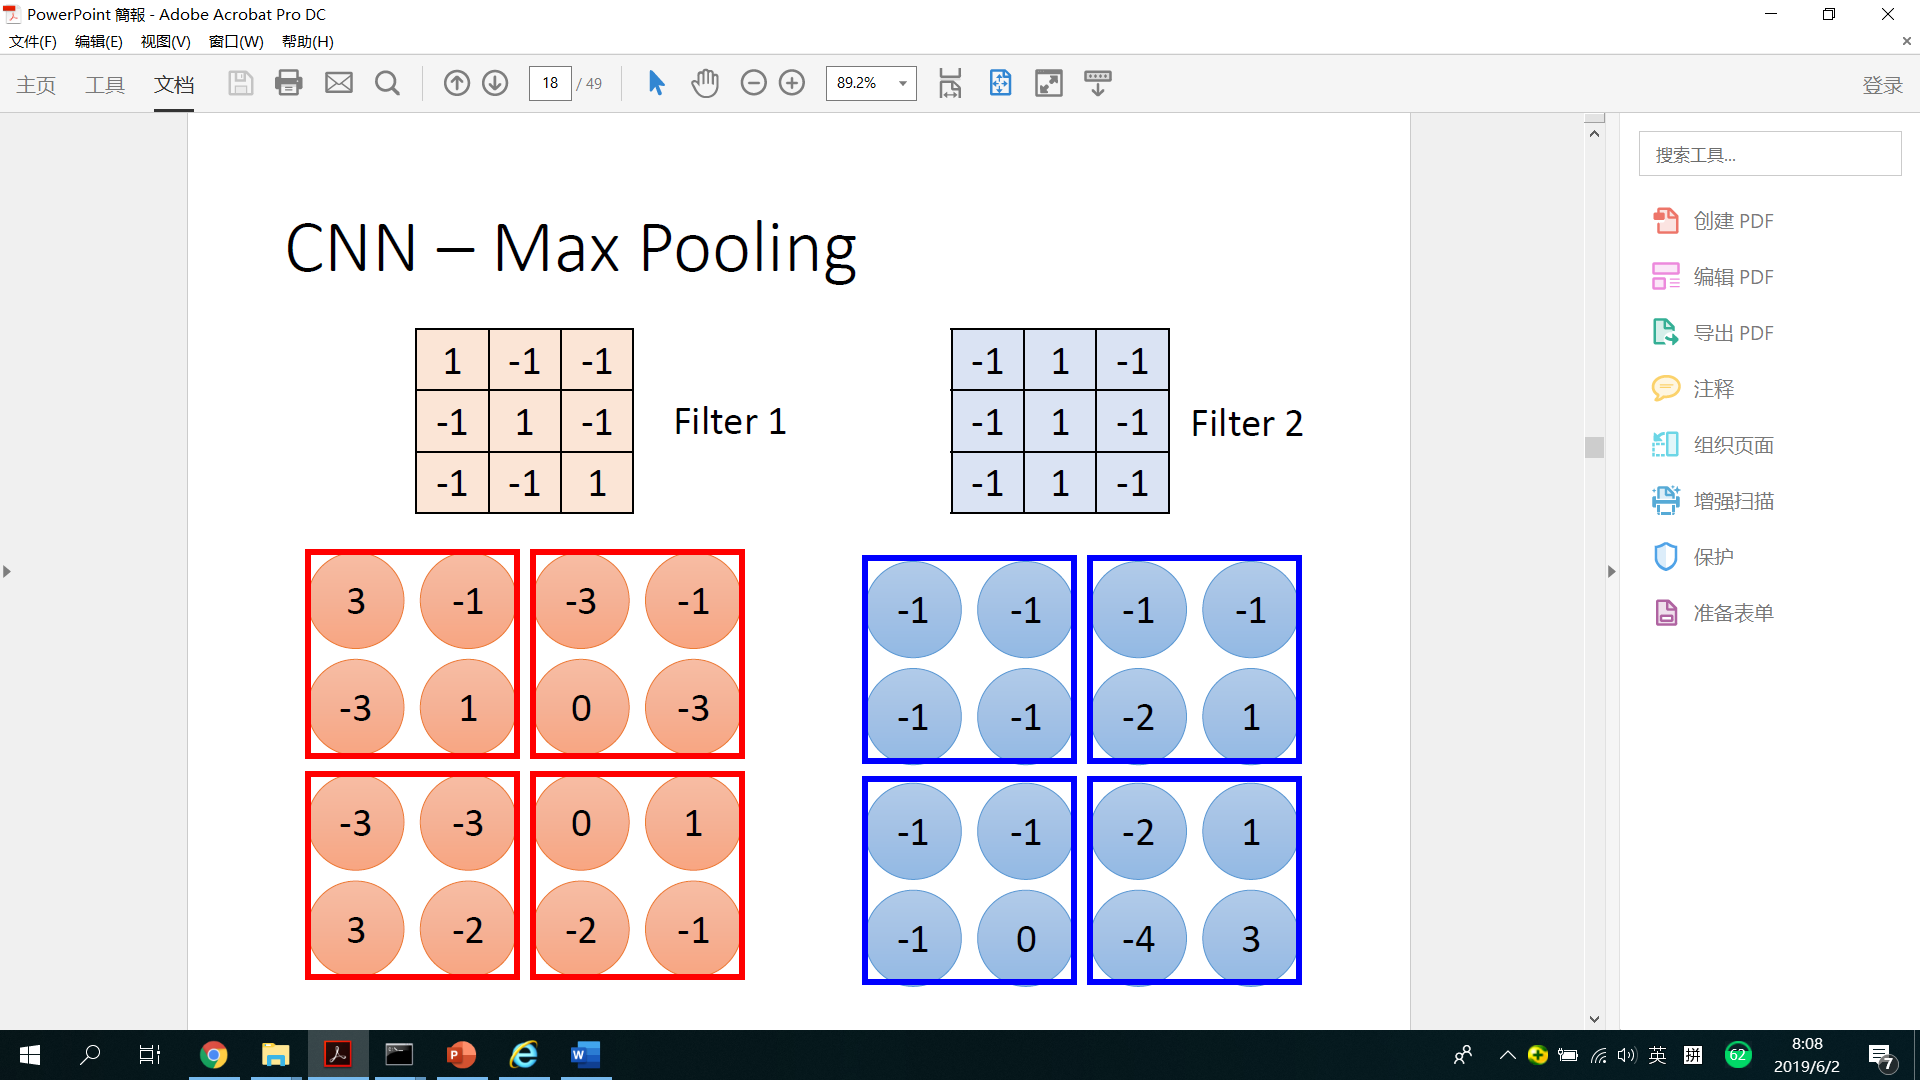 PowerPoint 簡報 - Adobe Acrobat Pro DC
文件(F) 编辑(E) 视图(V) 窗口(W) 帮助(H)
主页 工具 文档 18 / 49 89.2% 登录
搜索工具...
创建 PDF
编辑 PDF
导出 PDF
注释
组织页面
增强扫描
保护
准备表单
CNN – Max Pooling
1 -1 -1
-1 1 -1
-1 -1 1
Filter 1
-1 1 -1
-1 1 -1
-1 1 -1
Filter 2
3 -1 -3 -1
-3 1 0 -3
-3 -3 0 1
3 -2 -2 -1
-1 -1 -1 -1
-1 -1 -2 1
-1 -1 -2 1
-1 0 -4 3
英 拼 62 8:08
2019/6/2 7